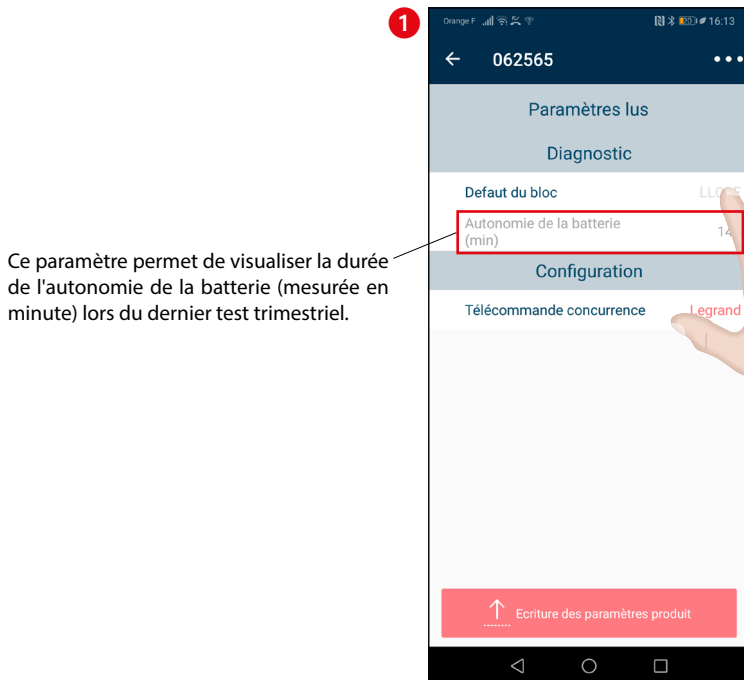 1
Orange F 20 16:13
062565
Paramètres lus
Diagnostic
Defaut du bloc
Autonomie de la batterie
(min)
Ce paramètre permet de visualiser la durée
de l'autonomie de la batterie (mesurée en
minute) lors du dernier test trimestriel.
Configuration
Télécommande concurrence Legrand
Ecriture des paramètres produit